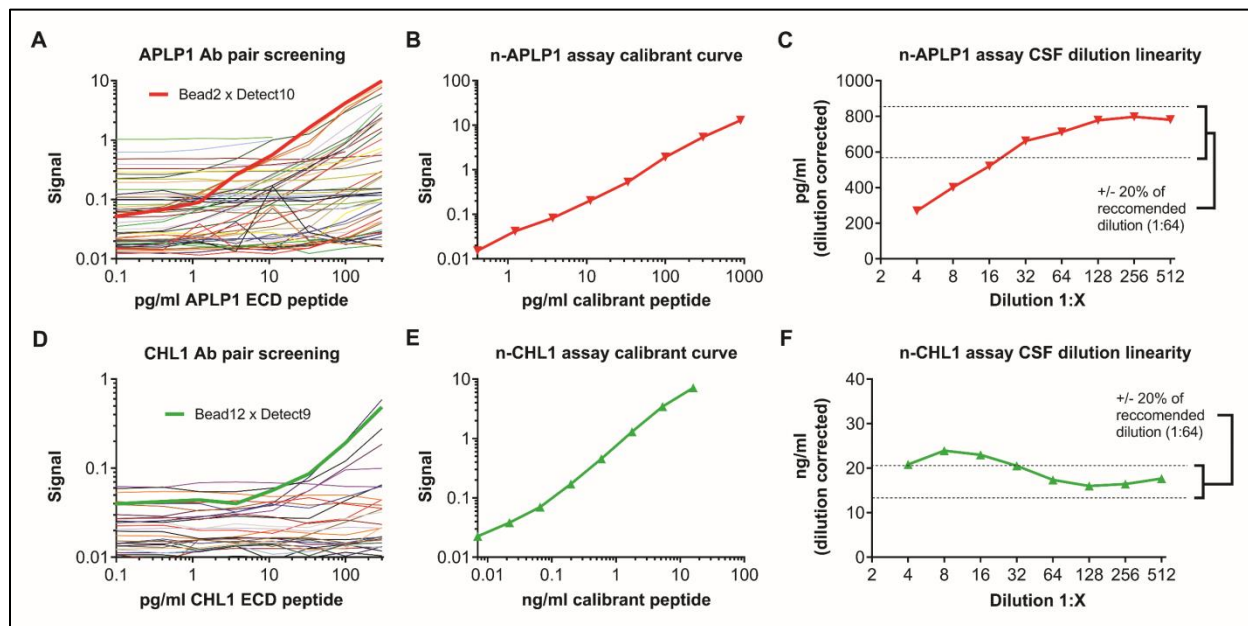 A
APLP1 Ab pair screening
Signal
10
1
0.1
0.01
Bead2 x Detect10
0.1
1
10
100
pg/ml APLP1 ECD peptide
B
n-APLP1 assay calibrant curve
Signal
100
10
1
0.1
0.01
1
10
100
1000
pg/ml calibrant peptide
C
n-APLP1 assay CSF dilution linearity
pg/ml
(dilution corrected)
1000
800
600
400
200
0
+/- 20% of
reccomended
dilution (1:64)
2
4
8
16
32
64
128
256
512
Dilution 1:X
D
CHL1 Ab pair screening
Signal
1
0.1
0.01
Bead12 x Detect9
0.1
1
10
100
pg/ml CHL1 ECD peptide
E
n-CHL1 assay calibrant curve
Signal
10
1
0.1
0.01
0.01
0.1
1
10
100
ng/ml calibrant peptide
F
n-CHL1 assay CSF dilution linearity
+/- 20% of
reccomended
dilution (1:64)
ng/ml
(dilution corrected)
40
30
20
10
0
2
4
8
16
32
64
128
256
512
Dilution 1:X